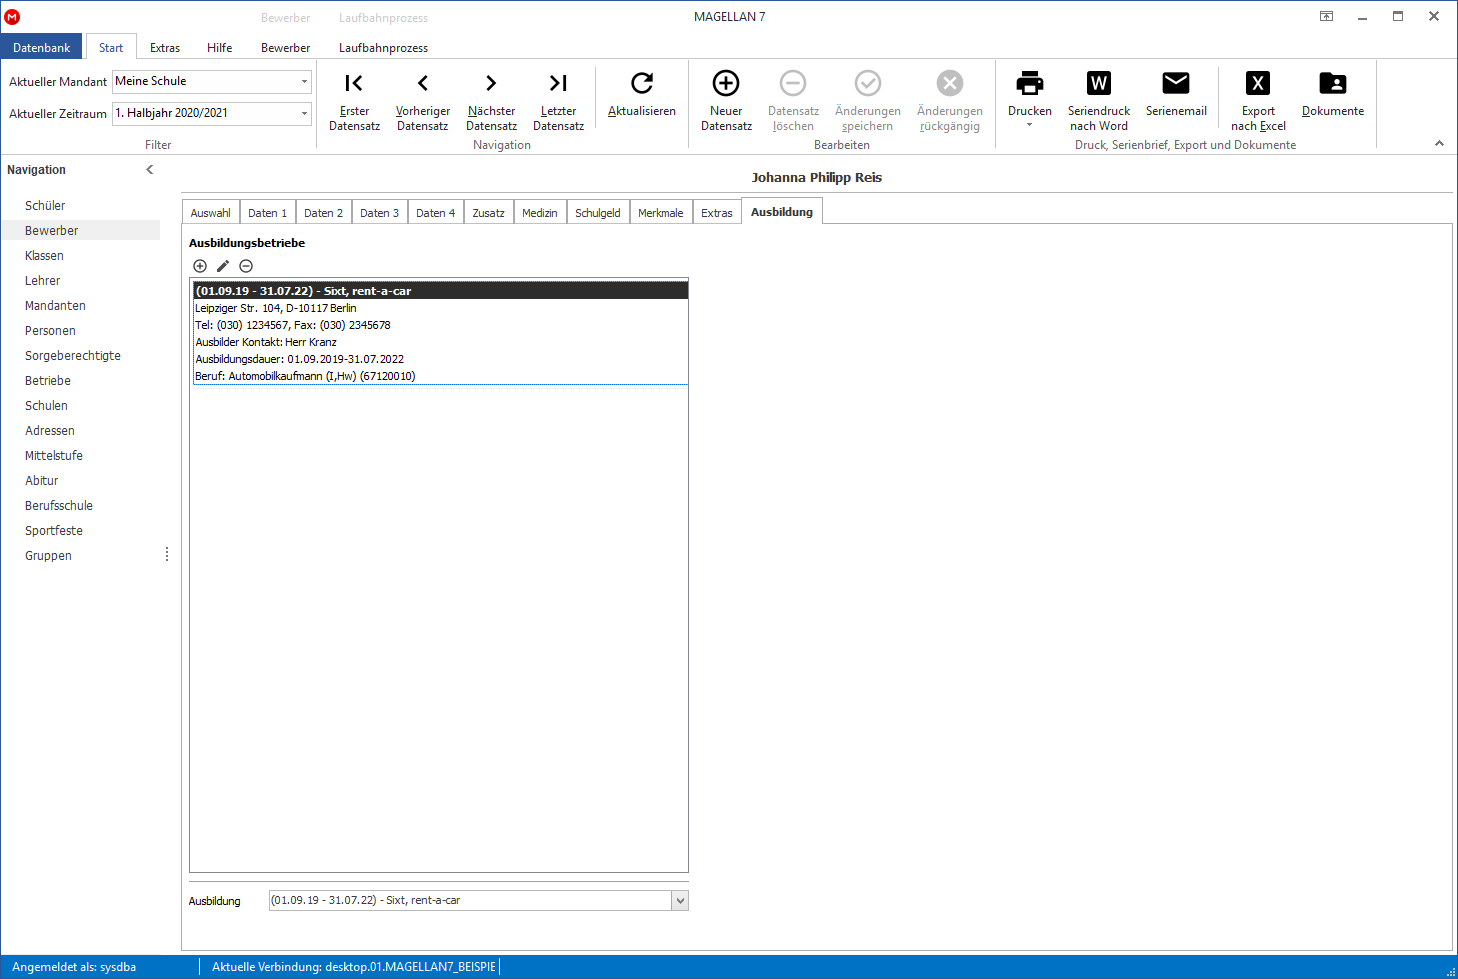 M
Bewerber Laufbahnprozess
MAGELLAN 7
Datenbank Start Extras Hilfe Bewerber Laufbahnprozess
Aktueller Mandant Meine Schule
Aktueller Zeitraum 1. Halbjahr 2020/2021
Filter
Erster
Datensatz
Vorheriger
Datensatz
Nächster
Datensatz
Letzter
Datensatz
Aktualisieren
Navigation
Neuer
Datensatz
Datensatz
löschen
Änderungen
speichern
Änderungen
rückgängig
Bearbeiten
Drucken
W
Seriendruck
nach Word
Serienemail
X
Export
nach Excel
Dokumente
Druck, Serienbrief, Export und Dokumente
Navigation
Schüler
Bewerber
Klassen
Lehrer
Mandanten
Personen
Sorgeberechtigte
Betriebe
Schulen
Adressen
Mittelstufe
Abitur
Berufsschule
Sportfeste
Gruppen
Johanna Philipp Reis
Auswahl Daten 1 Daten 2 Daten 3 Daten 4 Zusatz Medizin Schulgeld Merkmale Extras Ausbildung
Ausbildungsbetriebe
(01.09.19 - 31.07.22) - Sixt, rent-a-car
Leipziger Str. 104, D-10117 Berlin
Tel: (030) 1234567, Fax: (030) 2345678
Ausbilder Kontakt: Herr Kranz
Ausbildungsdauer: 01.09.2019-31.07.2022
Beruf: Automobilkaufmann (I,Hw) (67120010)
Ausbildung (01.09.19 - 31.07.22) - Sixt, rent-a-car
Angemeldet als: sysdba Aktuelle Verbindung: desktop.01.MAGELLAN7_BEISPIE